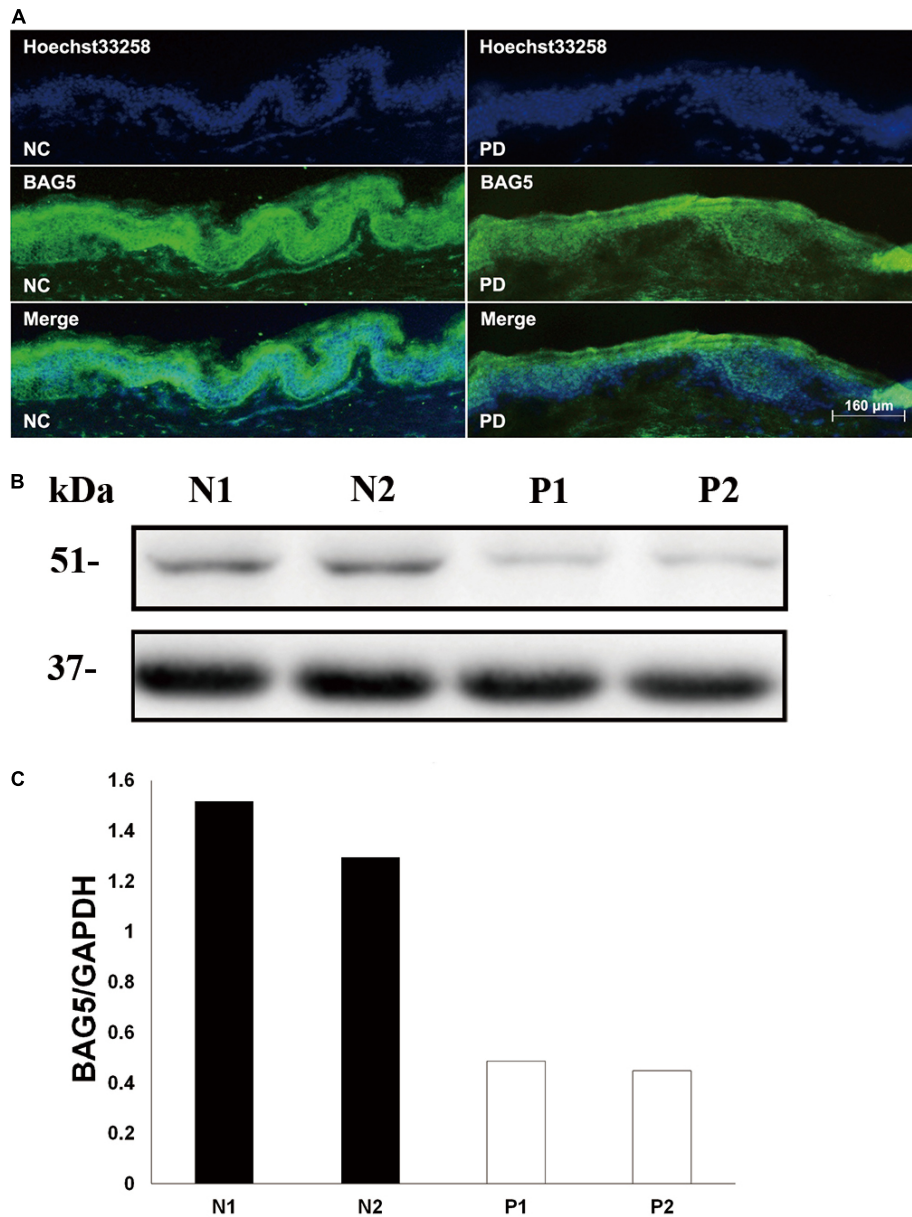 A
Hoechst33258
NC
Hoechst33258
PD
BAG5
NC
BAG5
PD
Merge
NC
Merge
160 µm
PD
B
kDa N1 N2 P1 P2
51-
37-
C
BAG5/GAPDH
1.6
1.4
1.2
1
0.8
0.6
0.4
0.2
0
N1 N2 P1 P2